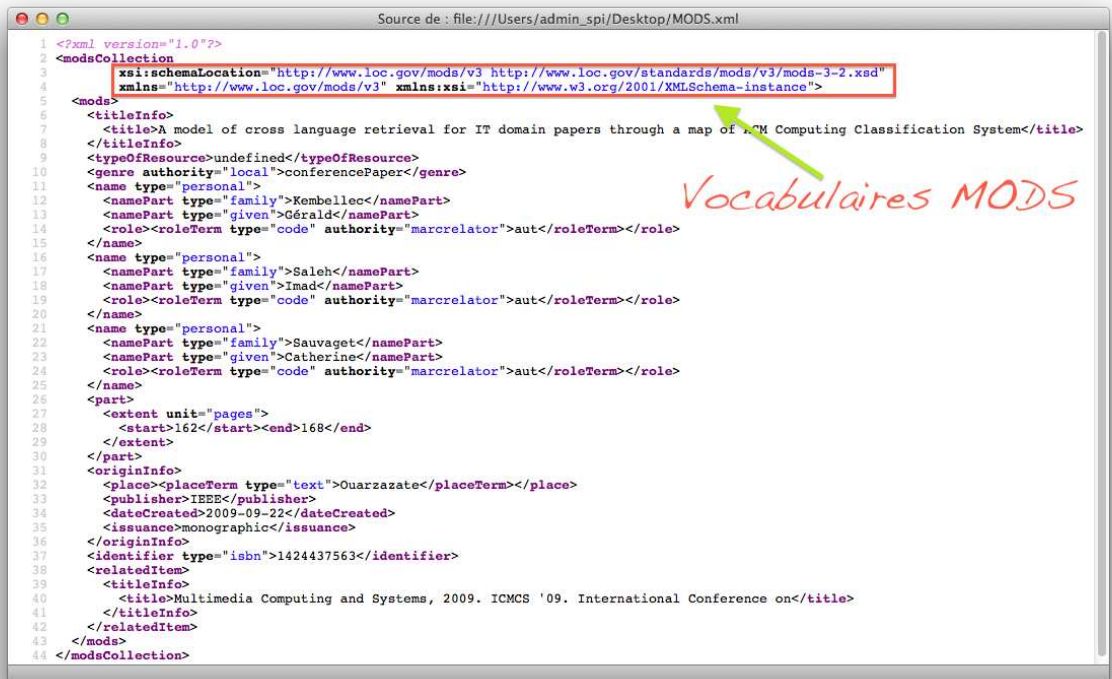 Source de : file:///Users/admin_spi/Desktop/MODS.xml
1 <?xml version="1.0"?>
2 <modsCollection
3 xsi:schemaLocation="http://www.loc.gov/mods/v3 http://www.loc.gov/standards/mods/v3/mods-3-2.xsd"
4 xmlns="http://www.loc.gov/mods/v3" xmlns:xsi="http://www.w3.org/2001/XMLSchema-instance">
5 <mods>
6 <titleInfo>
7 <title>A model of cross language retrieval for IT domain papers through a map of ACM Computing Classification System</title>
8 </titleInfo>
9 <typeOfResource>undefined</typeOfResource>
10 <genre authority="local">conferencePaper</genre>
11 <name type="personal">
12 <namePart type="family">Kembellec</namePart>
13 <namePart type="given">Gérald</namePart>
Vocabulaires MODS
14 <role><roleTerm type="code" authority="marcrelator">aut</roleTerm></role>
15 </name>
16 <name type="personal">
17 <namePart type="family">Saleh</namePart>
18 <namePart type="given">Imad</namePart>
19 <role><roleTerm type="code" authority="marcrelator">aut</roleTerm></role>
20 </name>
21 <name type="personal">
22 <namePart type="family">Sauvaget</namePart>
23 <namePart type="given">Catherine</namePart>
24 <role><roleTerm type="code" authority="marcrelator">aut</roleTerm></role>
25 </name>
26 <part>
27 <extent unit="pages">
28 <start>162</start><end>168</end>
29 </extent>
30 </part>
31 <originInfo>
32 <place><placeTerm type="text">Ouarzazate</placeTerm></place>
33 <publisher>IEEE</publisher>
34 <dateCreated>2009-09-22</dateCreated>
35 <issuance>monographic</issuance>
36 </originInfo>
37 <identifier type="isbn">1424437563</identifier>
38 <relatedItem>
39 <titleInfo>
40 <title>Multimedia Computing and Systems, 2009. ICMCS '09. International Conference on</title>
41 </titleInfo>
42 </relatedItem>
43 </mods>
44 </modsCollection>